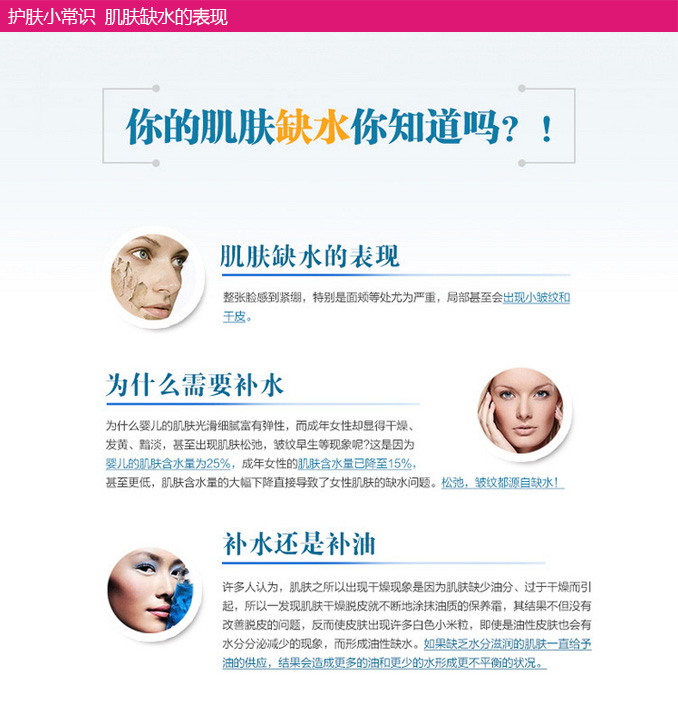 护肤小常识 肌肤缺水的表现
你的肌肤缺水你知道吗？！
肌肤缺水的表现
整张脸感到紧绷，特别是面颊等处尤为严重，局部甚至会出现小皱纹和
干皮。
为什么需要补水
为什么婴儿的肌肤光滑细腻富有弹性，而成年女性却显得干燥、
发黄、黯淡，甚至出现肌肤松弛，皱纹早生等现象呢?这是因为
婴儿的肌肤含水量为25%，成年女性的肌肤含水量已降至15%，
甚至更低，肌肤含水量的大幅下降直接导致了女性肌肤的缺水问题。松弛，皱纹都源自缺水！
补水还是补油
许多人认为，肌肤之所以出现干燥现象是因为肌肤缺少油分、过于干燥而引
起，所以一发现肌肤干燥脱皮就不断地涂抹油质的保养霜，其结果不但没有
改善脱皮的问题，反而使皮肤出现许多白色小米粒，即使是油性皮肤也会有
水分分泌减少的现象，而形成油性缺水。如果缺乏水分滋润的肌肤一直给予
油的供应，结果会造成更多的油和更少的水形成更不平衡的状况。